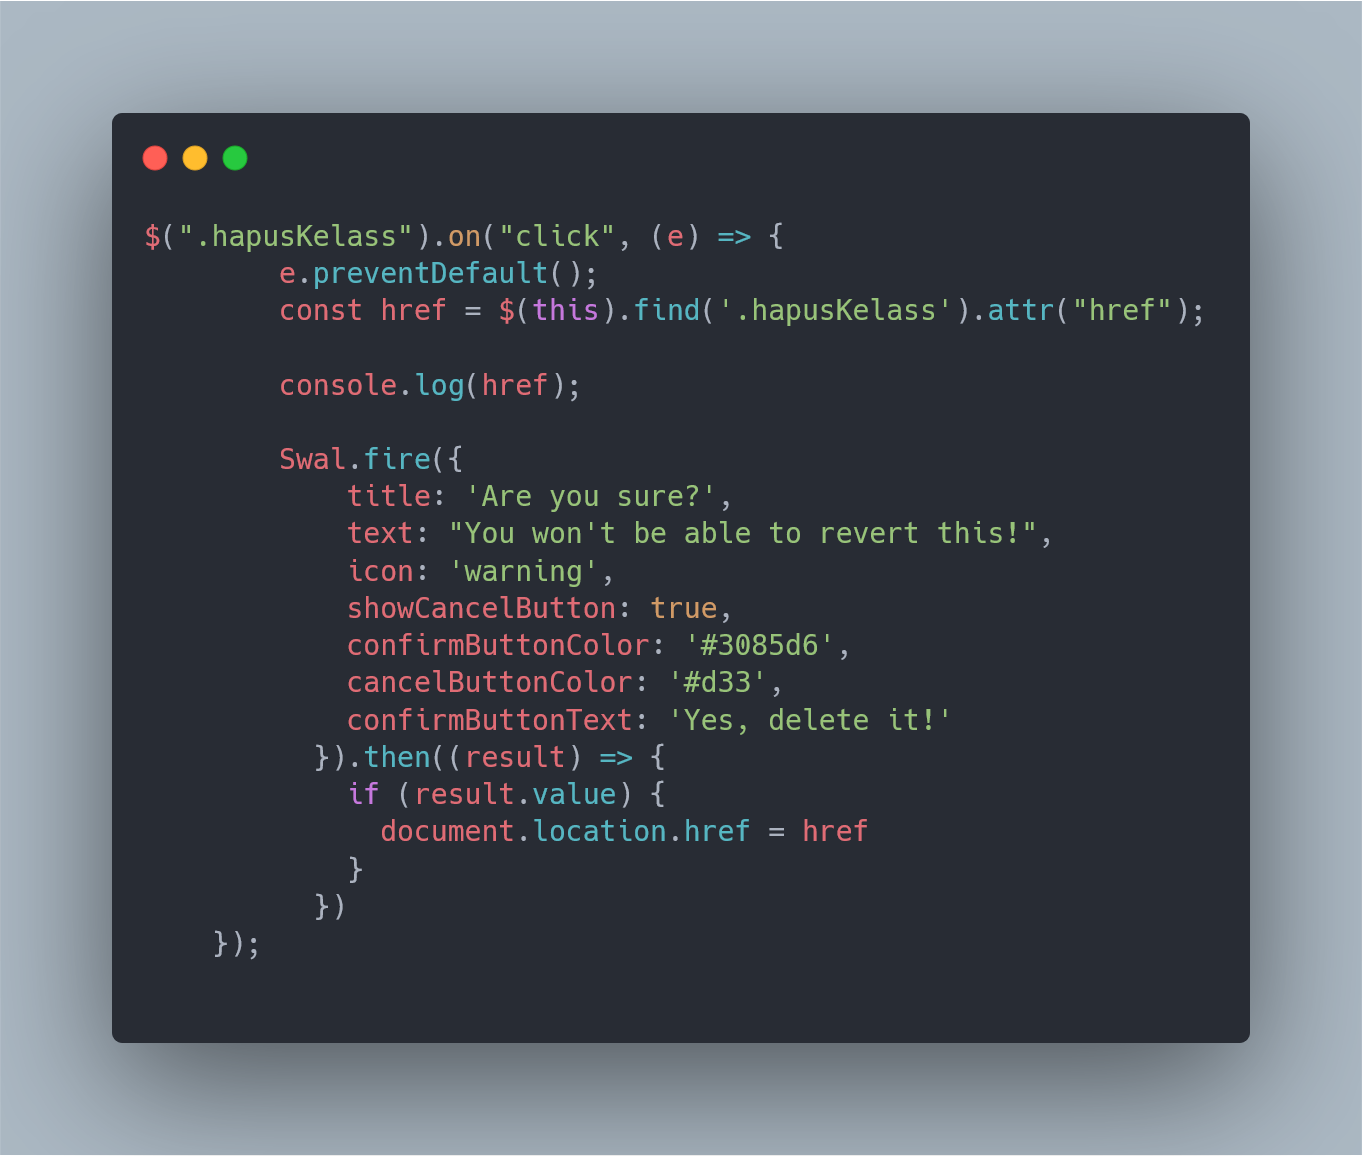 $(".hapusKelass").on("click", (e) => {
        e.preventDefault();
        const href = $(this).find('.hapusKelass').attr("href");

        console.log(href);

        Swal.fire({
            title: 'Are you sure?',
            text: "You won't be able to revert this!",
            icon: 'warning',
            showCancelButton: true,
            confirmButtonColor: '#3085d6',
            cancelButtonColor: '#d33',
            confirmButtonText: 'Yes, delete it!'
          }).then((result) => {
            if (result.value) {
              document.location.href = href
            }
          })
    });